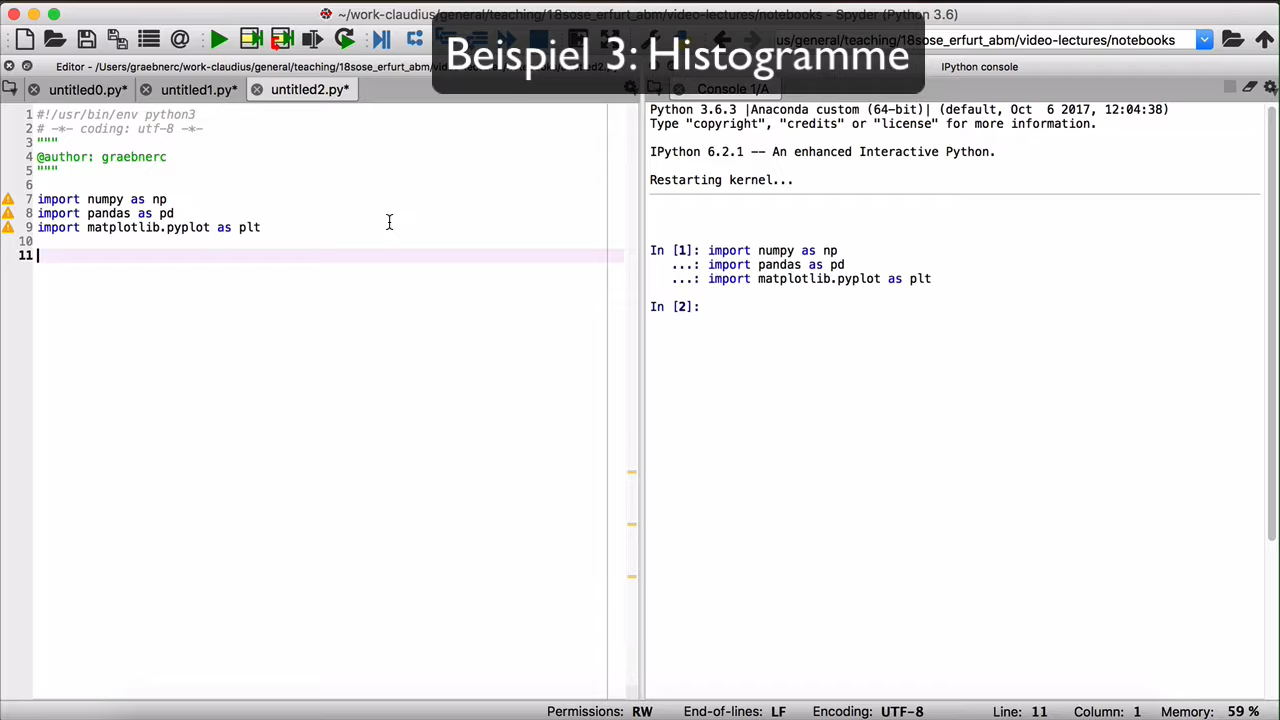 ~/work-claudius/general/teaching/18sose_erfurt_abm/video-lectures/notebooks - Spyder (Python 3.6)
Beispiel 3: Histogramme
us/general/teaching/18sose_erfurt_abm/video-lectures/notebooks
IPython console
untitled0.py*
untitled1.py*
untitled2.py*
Console 1/A
1 #!/usr/bin/env python3
2 # -*- coding: utf-8 -*-
3 """
4 @author: graebnerc
5 """
6
7 import numpy as np
8 import pandas as pd
9 import matplotlib.pyplot as plt
10
11
Python 3.6.3 |Anaconda custom (64-bit)| (default, Oct  6 2017, 12:04:38)
Type "copyright", "credits" or "license" for more information.
IPython 6.2.1 -- An enhanced Interactive Python.
Restarting kernel...
In [1]: import numpy as np
...: import pandas as pd
...: import matplotlib.pyplot as plt
In [2]:
Permissions: RW End-of-lines: LF Encoding: UTF-8 Line: 11 Column: 1 Memory: 59 %